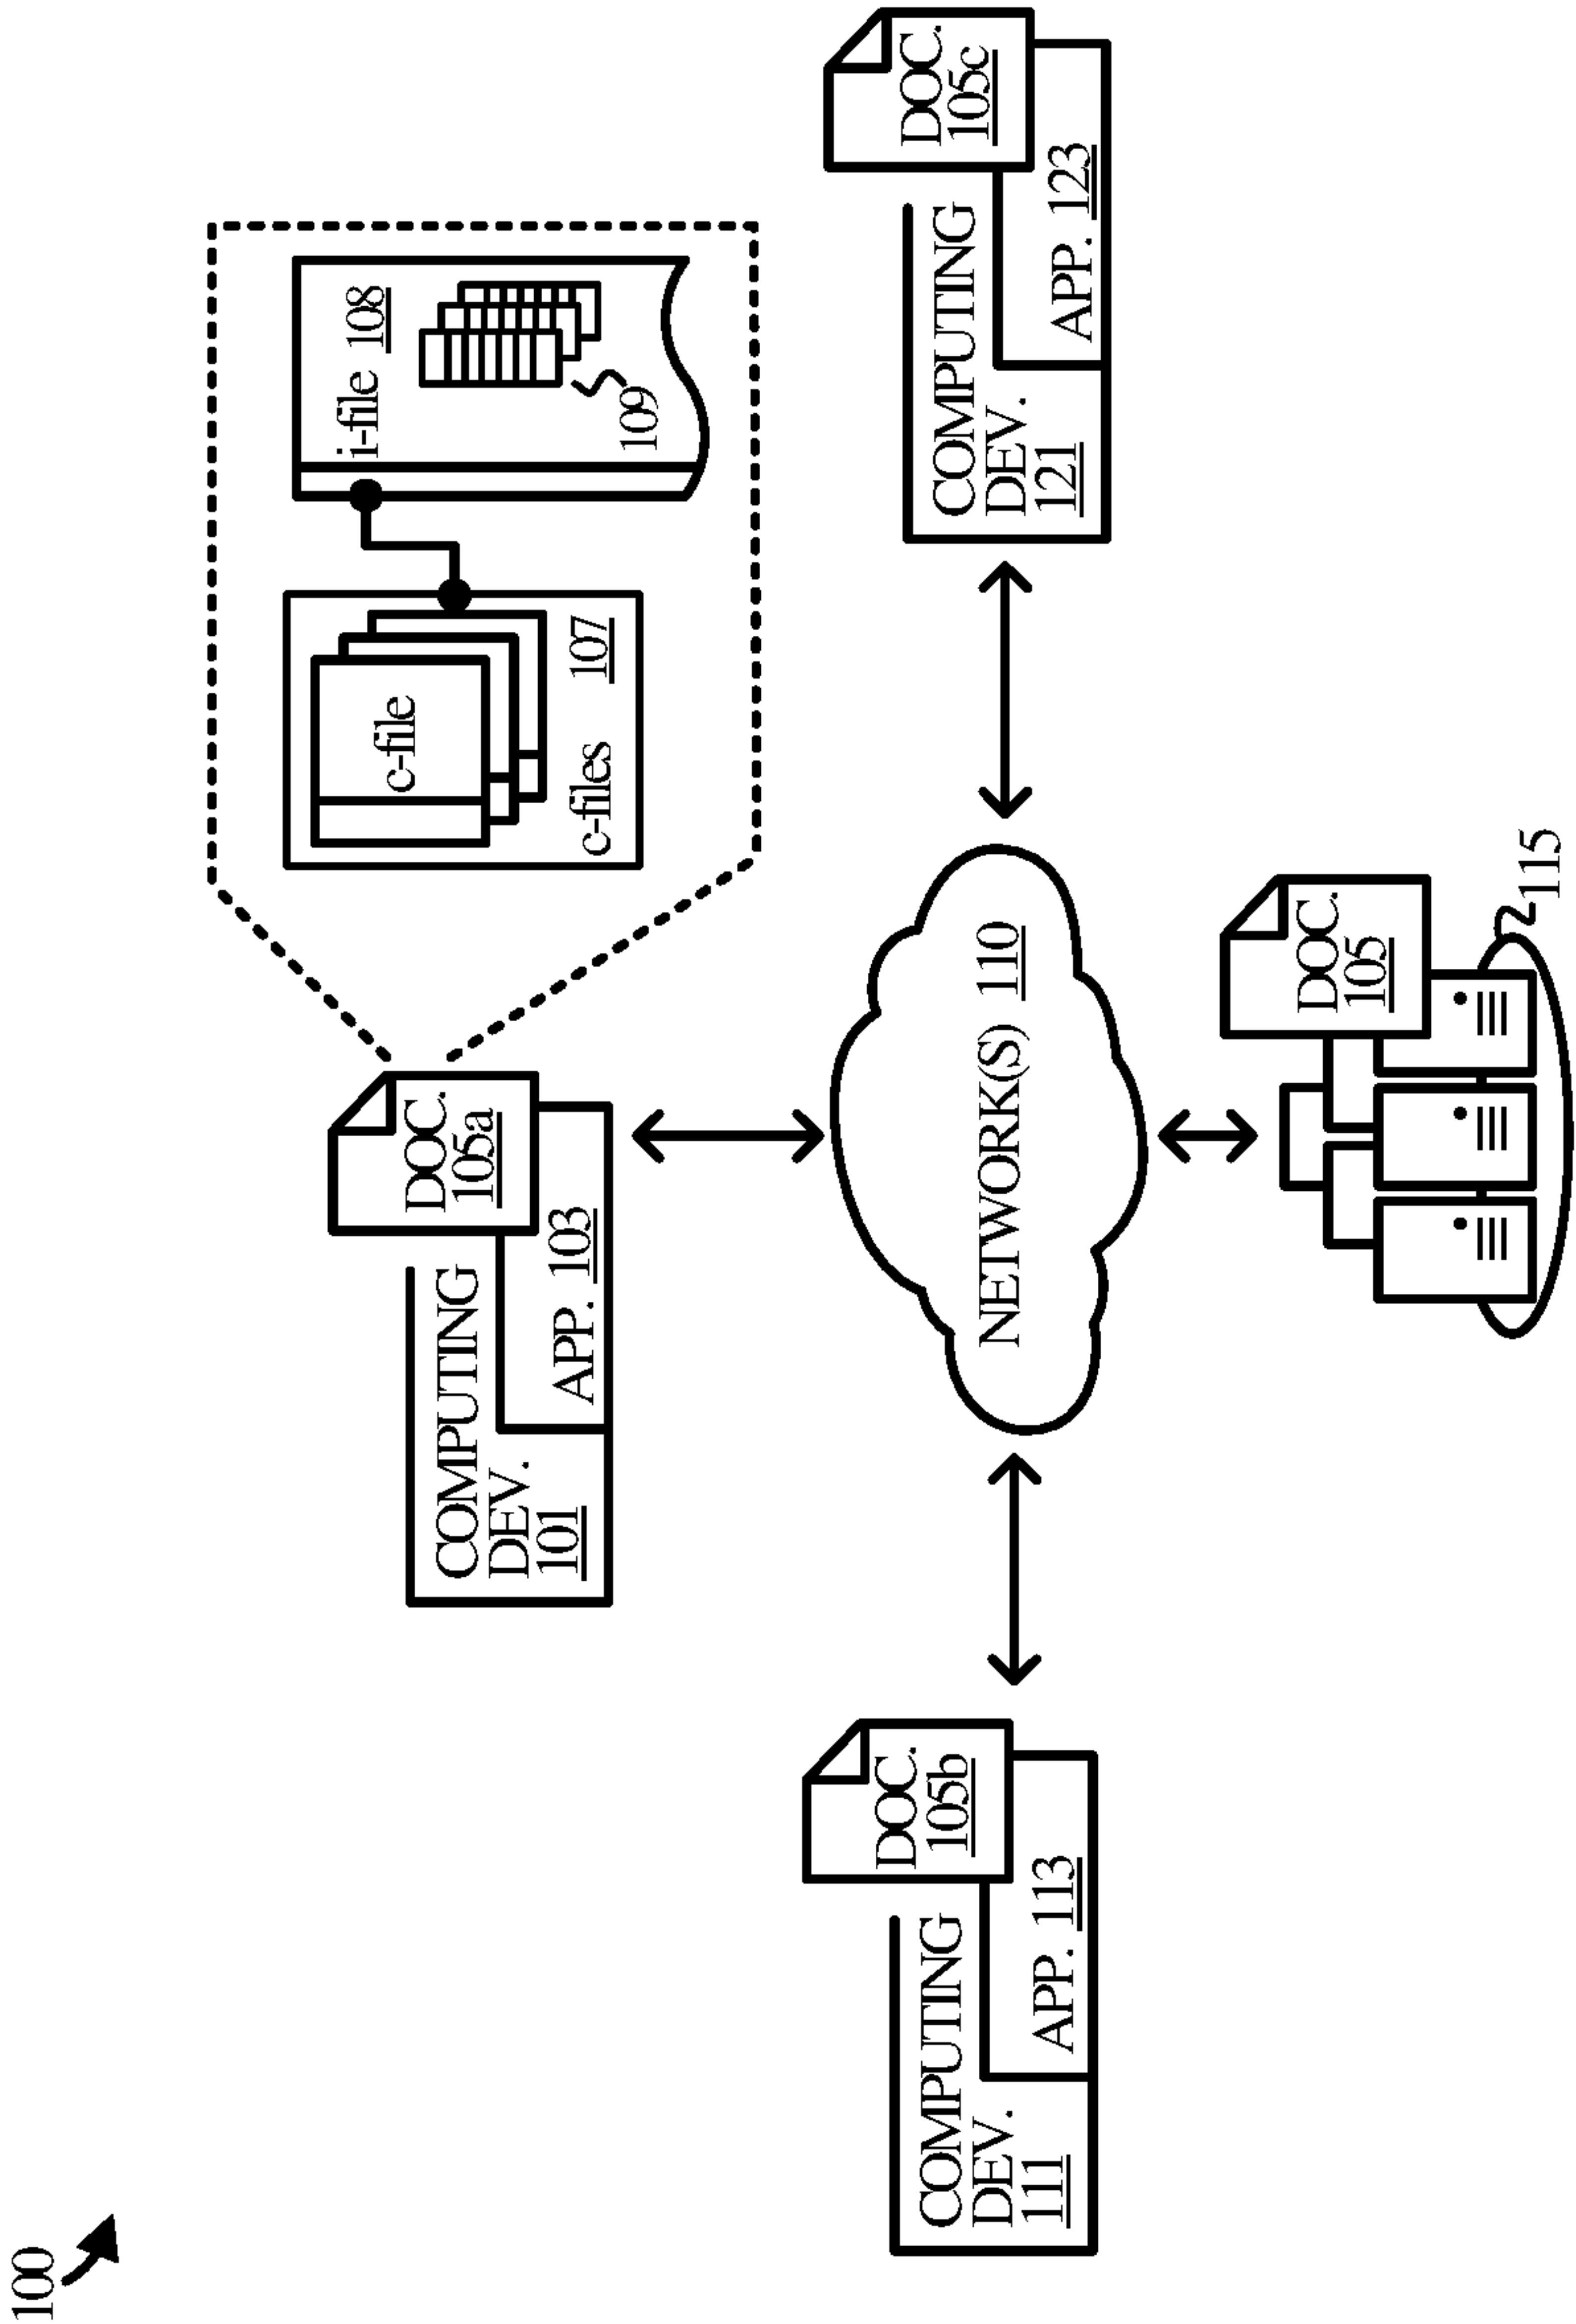 100
COMPUTING
DEV.
101
APP. 103
DOC.
105a
c-file
c-files 107
i-file 108
109
COMPUTING
DEV.
111
APP. 113
DOC.
105b
NETWORK(S) 110
COMPUTING
DEV.
121
APP. 123
DOC.
105c
DOC.
105
115